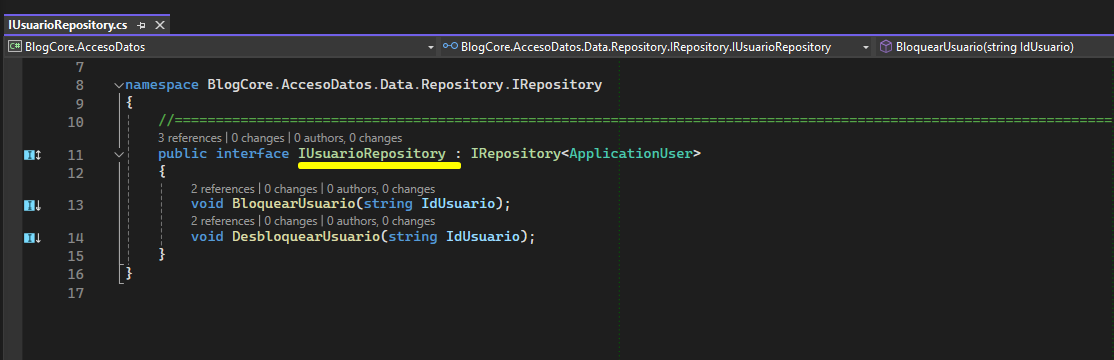 IUsuarioRepository.cs
BlogCore.AccesoDatos BlogCore.AccesoDatos.Data.Repository.IRepository.IUsuarioRepository BloquearUsuario(string IdUsuario)
7
8 namespace BlogCore.AccesoDatos.Data.Repository.IRepository
9 {
10 //==================================================================================================================
3 references | 0 changes | 0 authors, 0 changes
11 public interface IUsuarioRepository : IRepository<ApplicationUser>
12 {
2 references | 0 changes | 0 authors, 0 changes
13 void BloquearUsuario(string IdUsuario);
2 references | 0 changes | 0 authors, 0 changes
14 void DesbloquearUsuario(string IdUsuario);
15 }
16 }
17